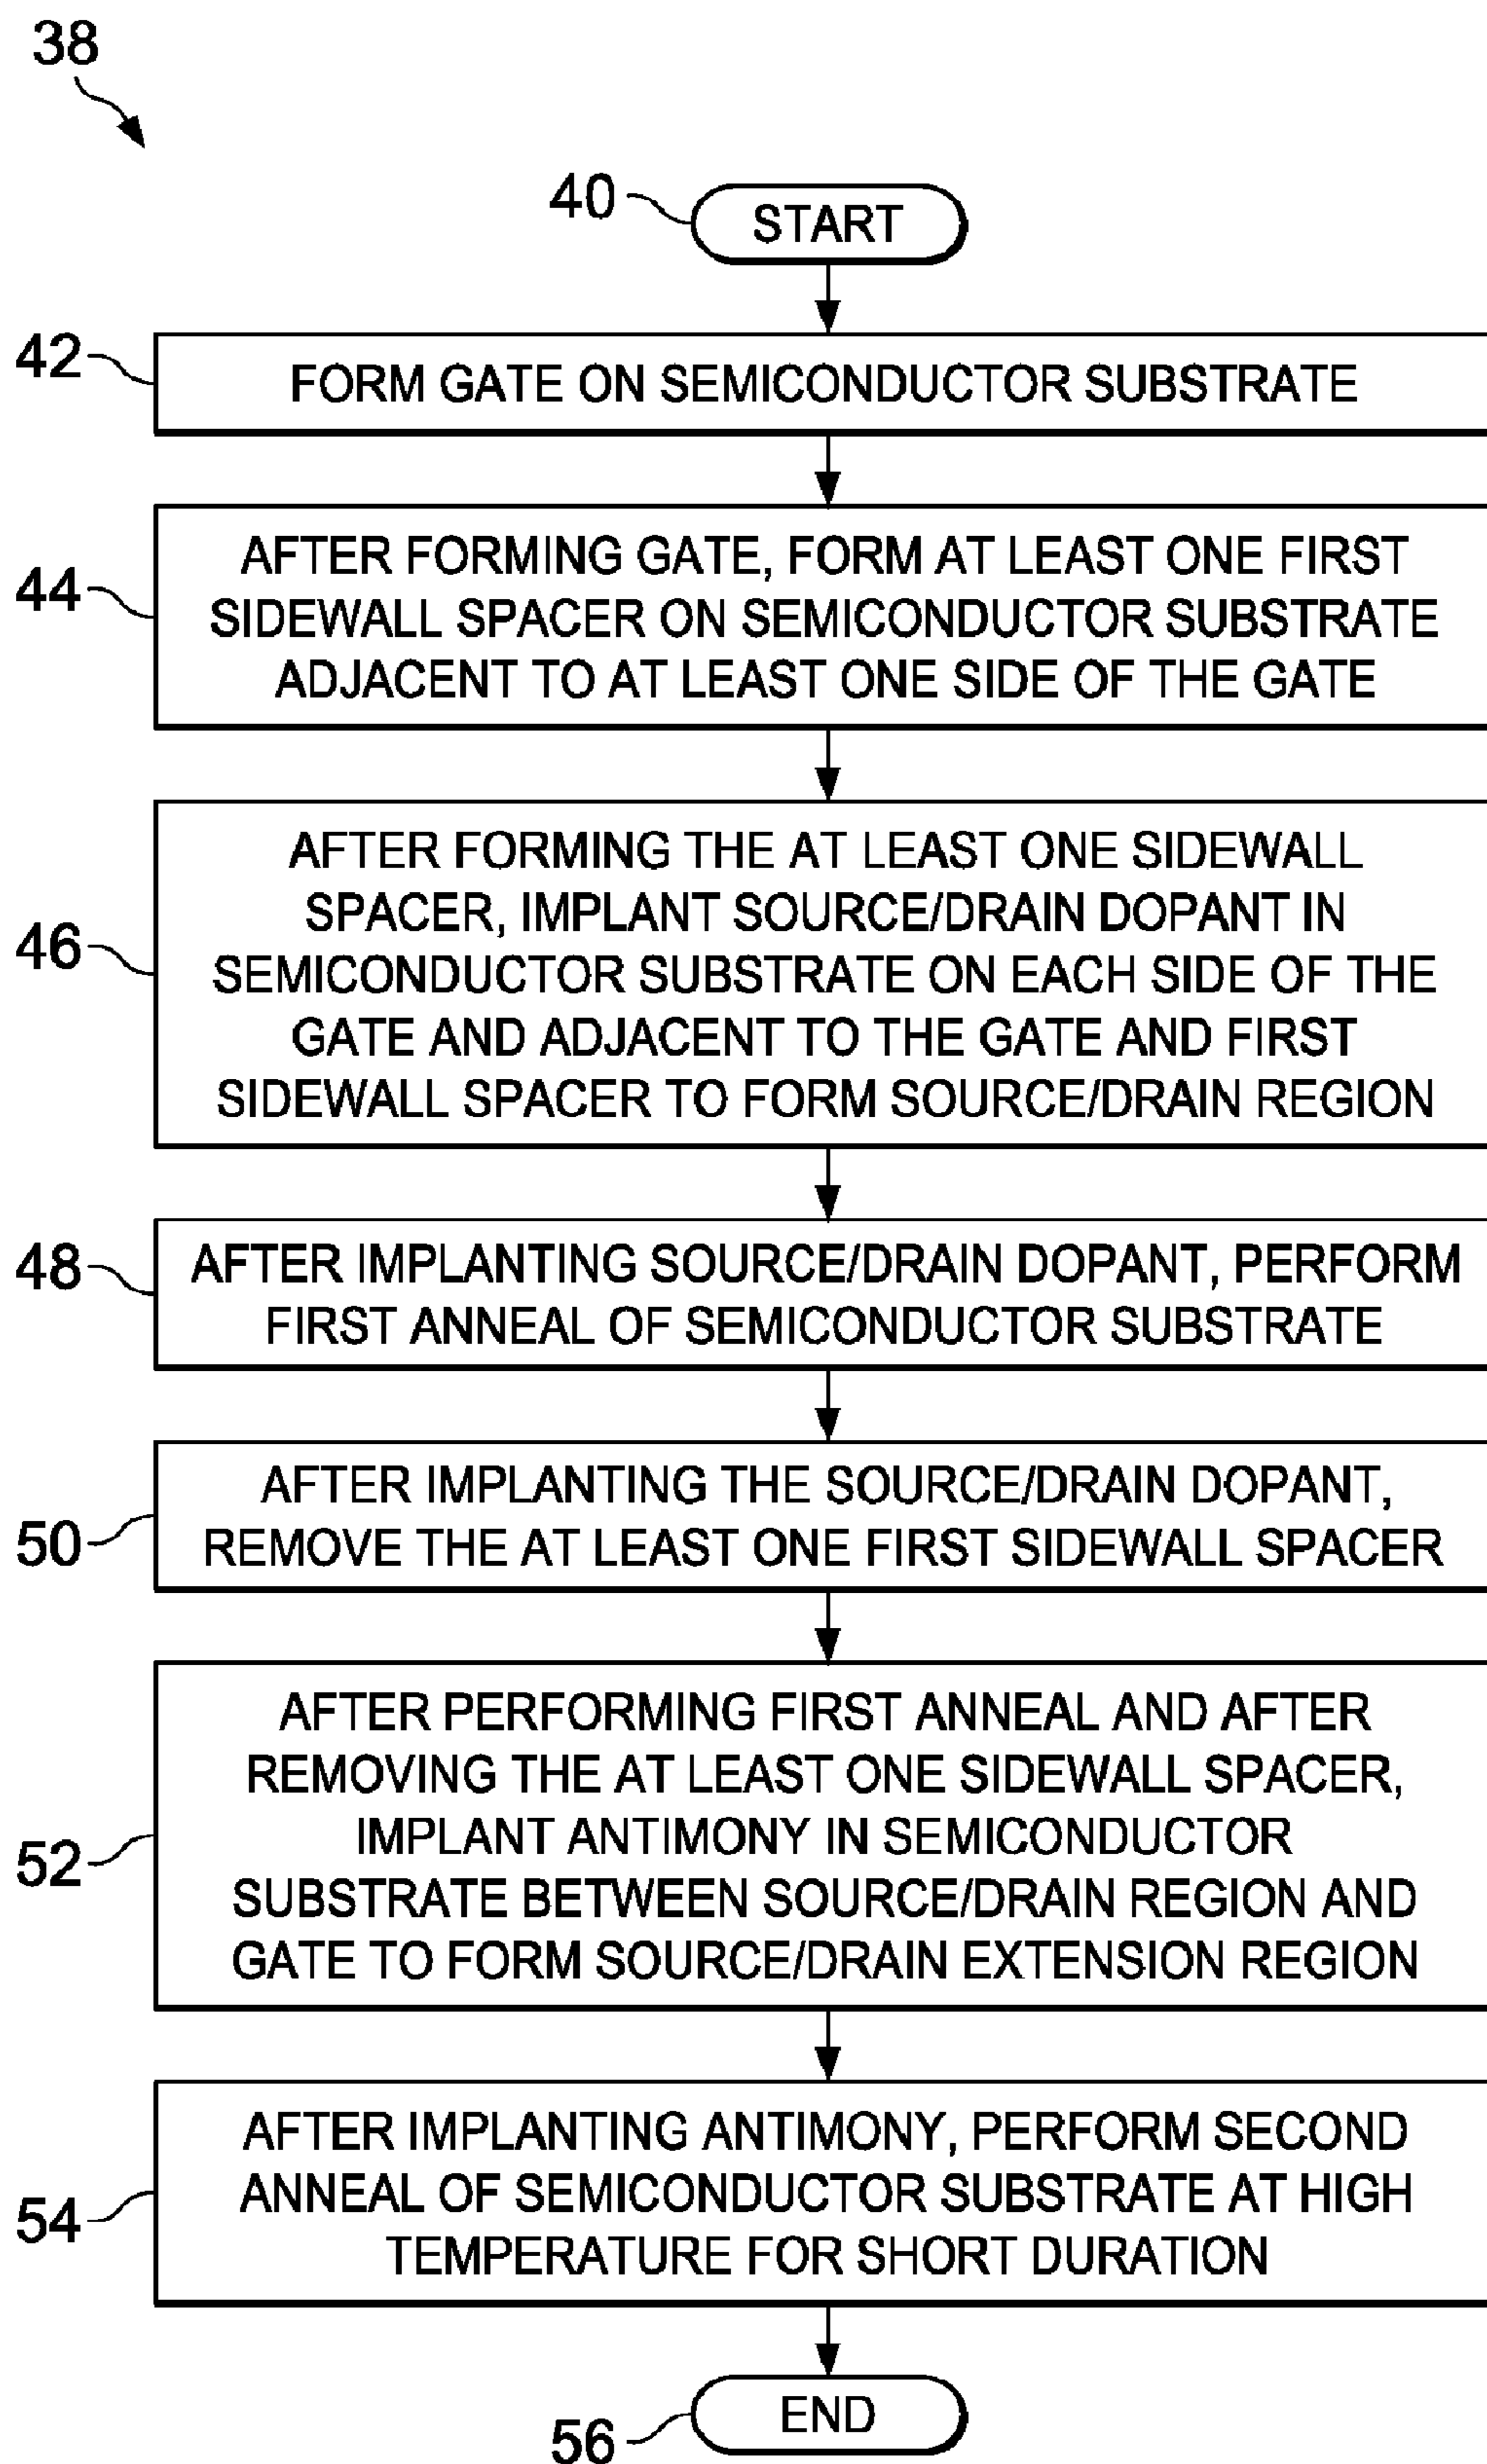 38
40
START
42
FORM GATE ON SEMICONDUCTOR SUBSTRATE
44
AFTER FORMING GATE, FORM AT LEAST ONE FIRST
SIDEWALL SPACER ON SEMICONDUCTOR SUBSTRATE
ADJACENT TO AT LEAST ONE SIDE OF THE GATE
46
AFTER FORMING THE AT LEAST ONE SIDEWALL
SPACER, IMPLANT SOURCE/DRAIN DOPANT IN
SEMICONDUCTOR SUBSTRATE ON EACH SIDE OF THE
GATE AND ADJACENT TO THE GATE AND FIRST
SIDEWALL SPACER TO FORM SOURCE/DRAIN REGION
48
AFTER IMPLANTING SOURCE/DRAIN DOPANT, PERFORM
FIRST ANNEAL OF SEMICONDUCTOR SUBSTRATE
50
AFTER IMPLANTING THE SOURCE/DRAIN DOPANT,
REMOVE THE AT LEAST ONE FIRST SIDEWALL SPACER
52
AFTER PERFORMING FIRST ANNEAL AND AFTER
REMOVING THE AT LEAST ONE SIDEWALL SPACER,
IMPLANT ANTIMONY IN SEMICONDUCTOR
SUBSTRATE BETWEEN SOURCE/DRAIN REGION AND
GATE TO FORM SOURCE/DRAIN EXTENSION REGION
54
AFTER IMPLANTING ANTIMONY, PERFORM SECOND
ANNEAL OF SEMICONDUCTOR SUBSTRATE AT HIGH
TEMPERATURE FOR SHORT DURATION
56
END